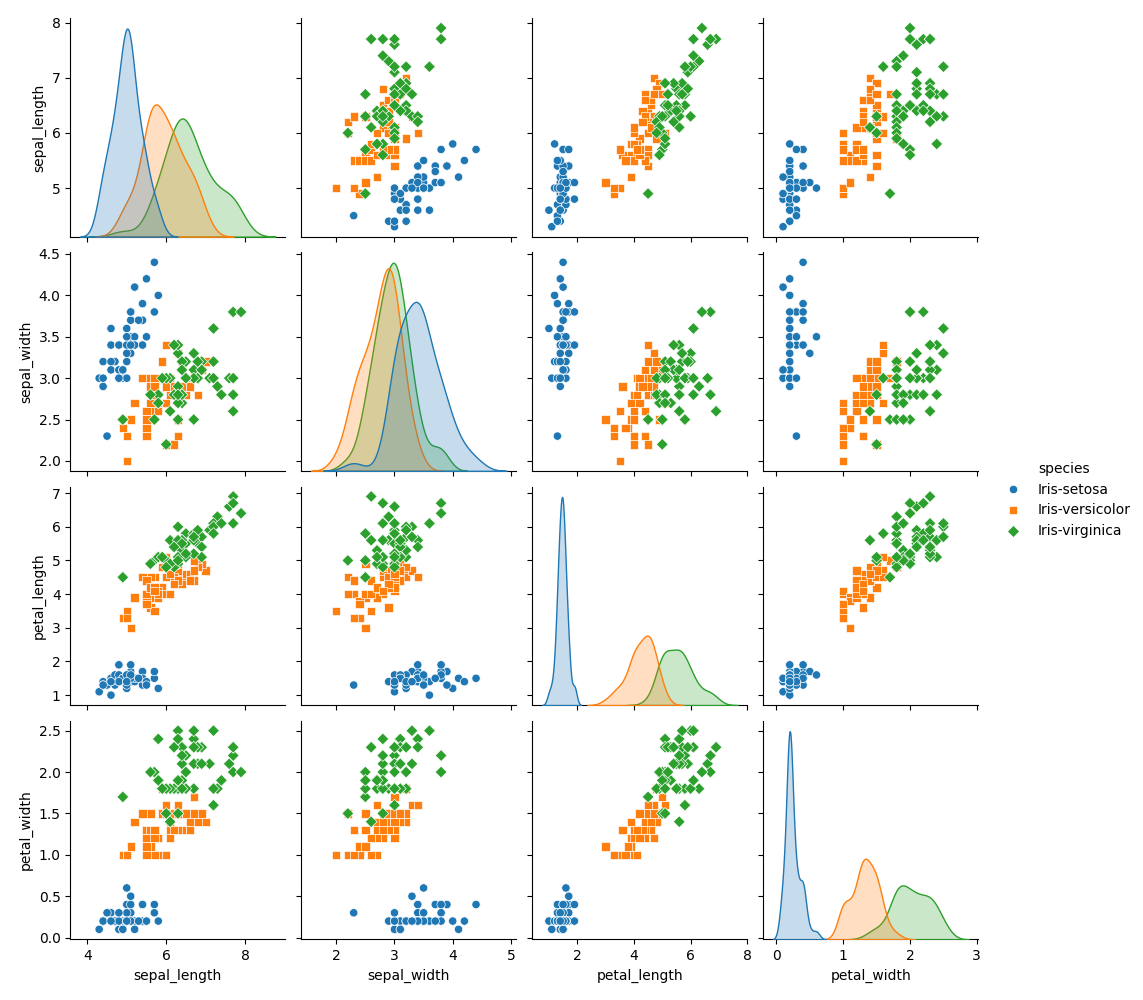 8
7
6
5
sepal_length
4.5
4.0
3.5
3.0
2.5
2.0
sepal_width
species
Iris-setosa
Iris-versicolor
Iris-virginica
7
6
5
4
3
2
1
petal_length
2.5
2.0
1.5
1.0
0.5
0.0
petal_width
4 6 8
2 3 4 5
2 4 6 8
0 1 2 3
sepal_length sepal_width petal_length petal_width